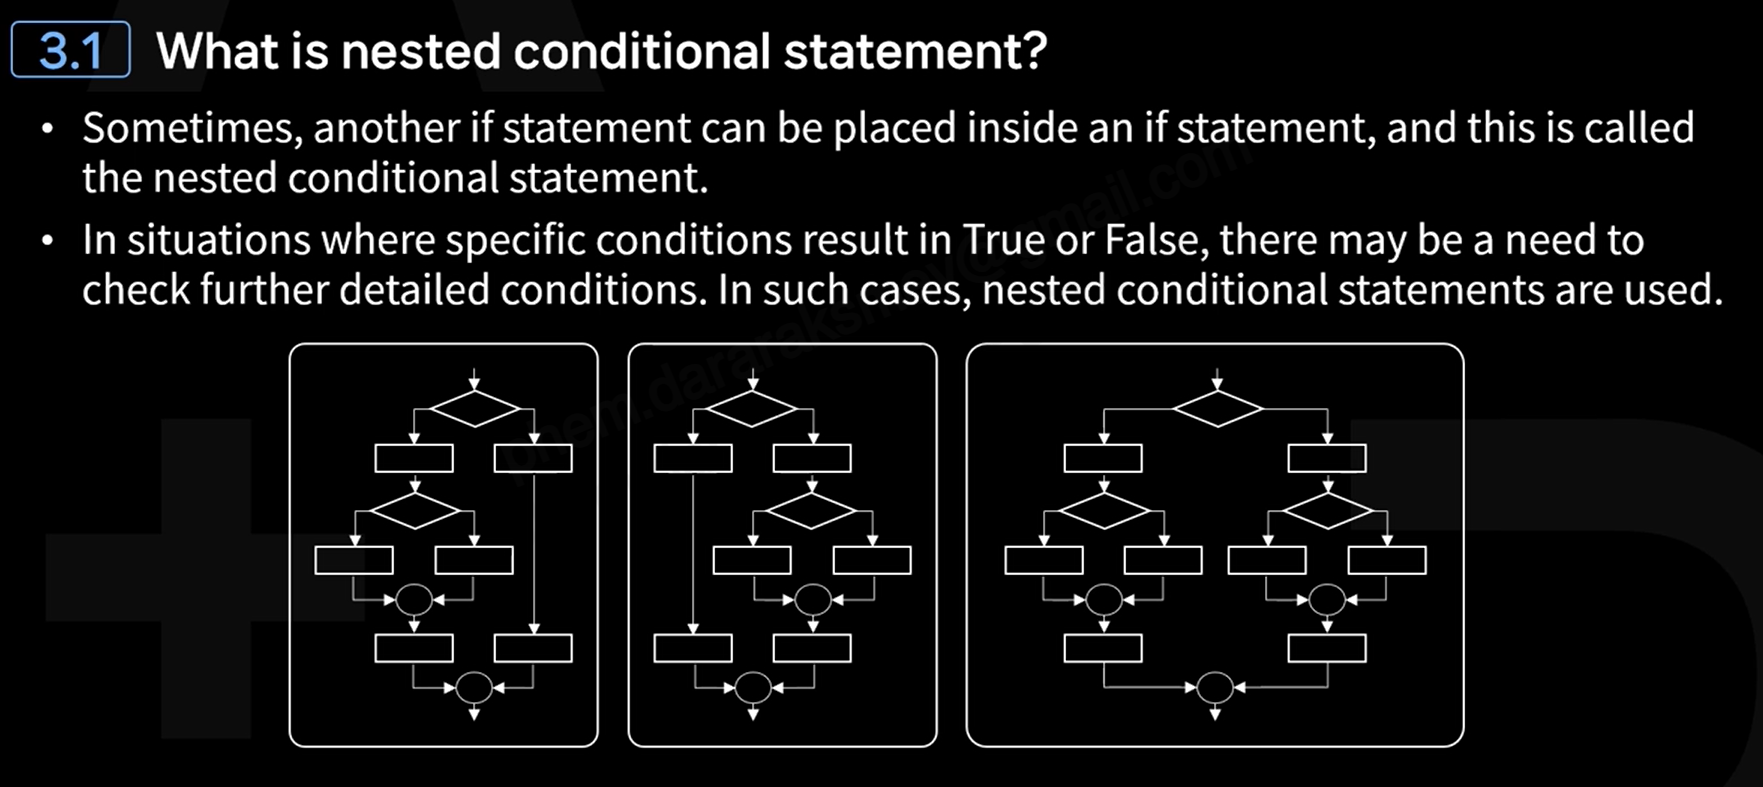 3.1 What is nested conditional statement?
• Sometimes, another if statement can be placed inside an if statement, and this is called
the nested conditional statement.
• In situations where specific conditions result in True or False, there may be a need to
check further detailed conditions. In such cases, nested conditional statements are used.